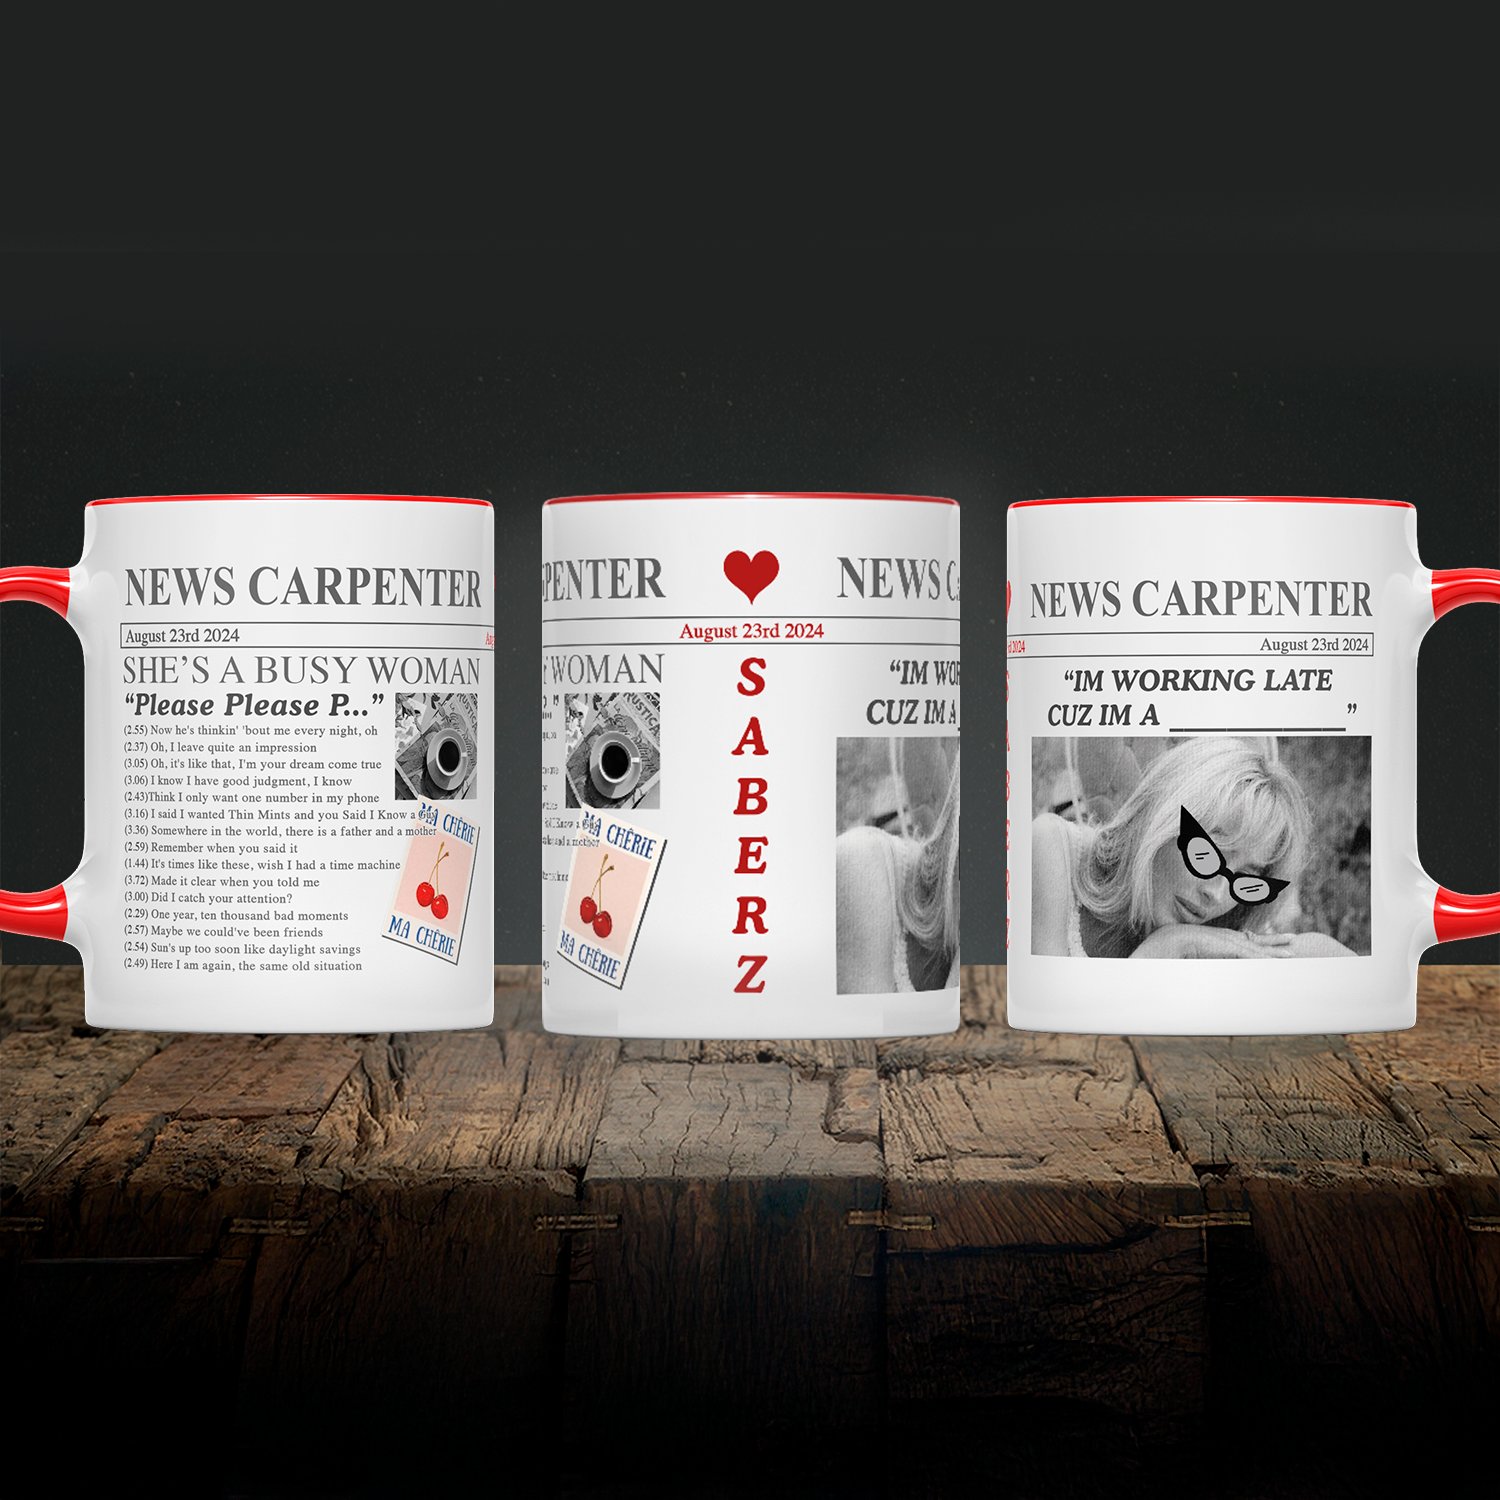 NEWS CARPENTER
August 23rd 2024
SHE'S A BUSY WOMAN
“Please Please P...”
(2.55) Now he's thinkin' 'bout me every night, oh
(2.37) Oh, I leave quite an impression
(3.05) Oh, it's like that, I'm your dream come true
(3.06) I know I have good judgment, I know
(2.43)Think I only want one number in my phone
(3.16) I said I wanted Thin Mints and you Said I Know a Guy
(3.36) Somewhere in the world, there is a father and a mother
(2.59) Remember when you said it
(1.44) It's times like these, wish I had a time machine
(3.72) Made it clear when you told me
(3.00) Did I catch your attention?
(2.29) One year, ten thousand bad moments
(2.57) Maybe we could've been friends
(2.54) Sun's up too soon like daylight savings
(2.49) Here I am again, the same old situation
RUSTICA
MA CHÊRIE
MA CHÊRIE
PENTER
WOMAN
MA CHÊRIE
MA CHÊRIE
August 23rd 2024
S
A
B
E
R
Z
NEWS
“IM WO
CUZ IM A
NEWS CARPENTER
August 23rd 2024
“IM WORKING LATE
CUZ IM A ____________”